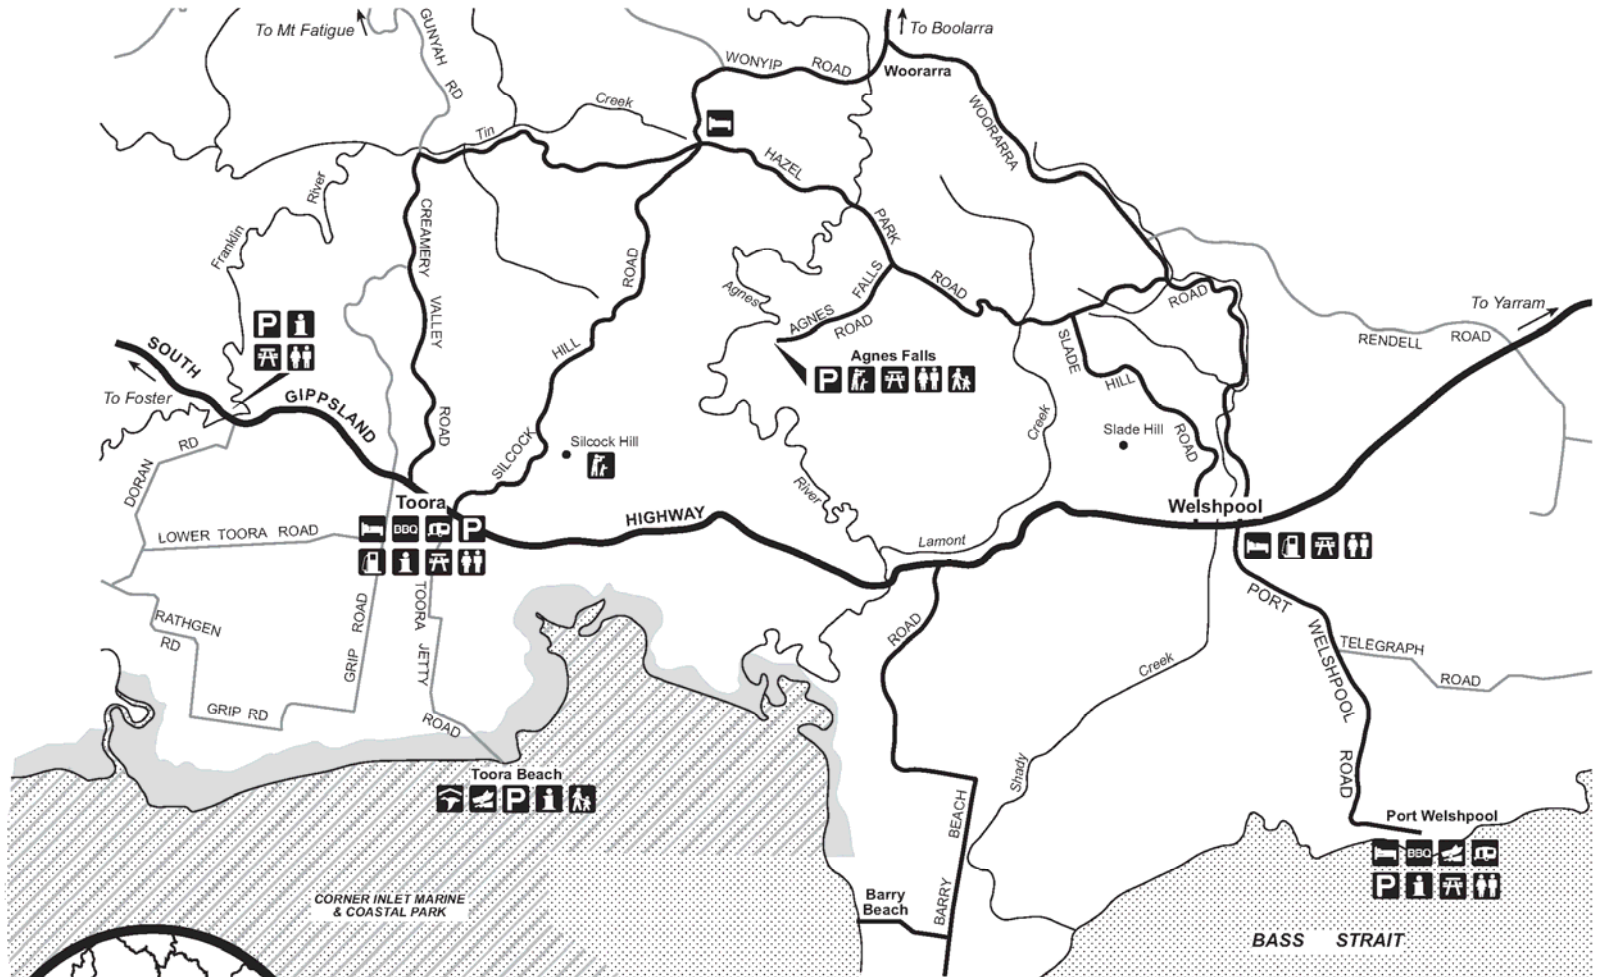 To Mt Fatigue
GUNYAH RD
To Boolarra
WONYIP ROAD
Woorarra
Creek
Tin
WOORARRA
HAZEL
River
Franklin
CREAMERY
PARK
ROAD
ROAD
FALLS
Agnes
AGNES
ROAD
ROAD
To Yarram
P
VALLEY
HILL
SLADE
RENDELL ROAD
SOUTH
Agnes Falls
P
To Foster
GIPPSLAND
HILL
ROAD
SILCOCK
Silcock Hill
Creek
Slade Hill
ROAD
RD
DORAN
River
Toora
Welshpool
HIGHWAY
BBQ
P
LOWER TOORA ROAD
Lamont
PORT
RATHGEN
RD
ROAD
TOORA
ROAD
WELSHPOOL
TELEGRAPH
GRIP
JETTY
Creek
ROAD
GRIP RD
ROAD
Shady
ROAD
Toora Beach
P
BEACH
Port Welshpool
BBQ
P
CORNER INLET MARINE
& COASTAL PARK
Barry
Beach
BARRY
BASS STRAIT